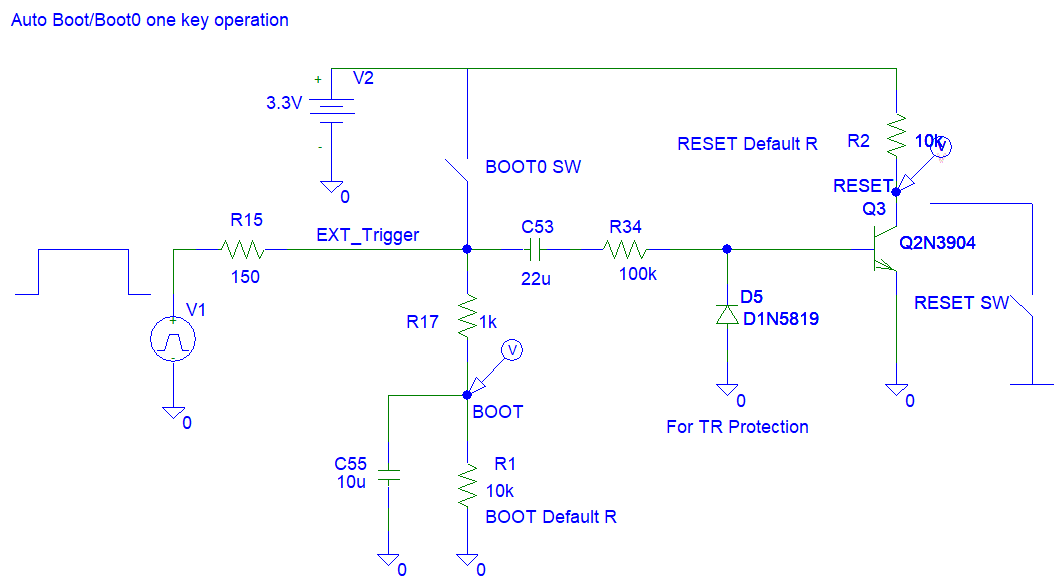 Auto Boot/Boot0 one key operation
+
V2
3.3V
-
0
BOOT0 SW
RESET Default R
R2
10k
V
RESET
Q3
Q2N3904
R15
150
EXT_Trigger
C53
22u
R34
100k
V1
+
-
0
R17
1k
V
BOOT
D5
D1N5819
0
For TR Protection
RESET SW
0
C55
10u
R1
10k
BOOT Default R
0
0